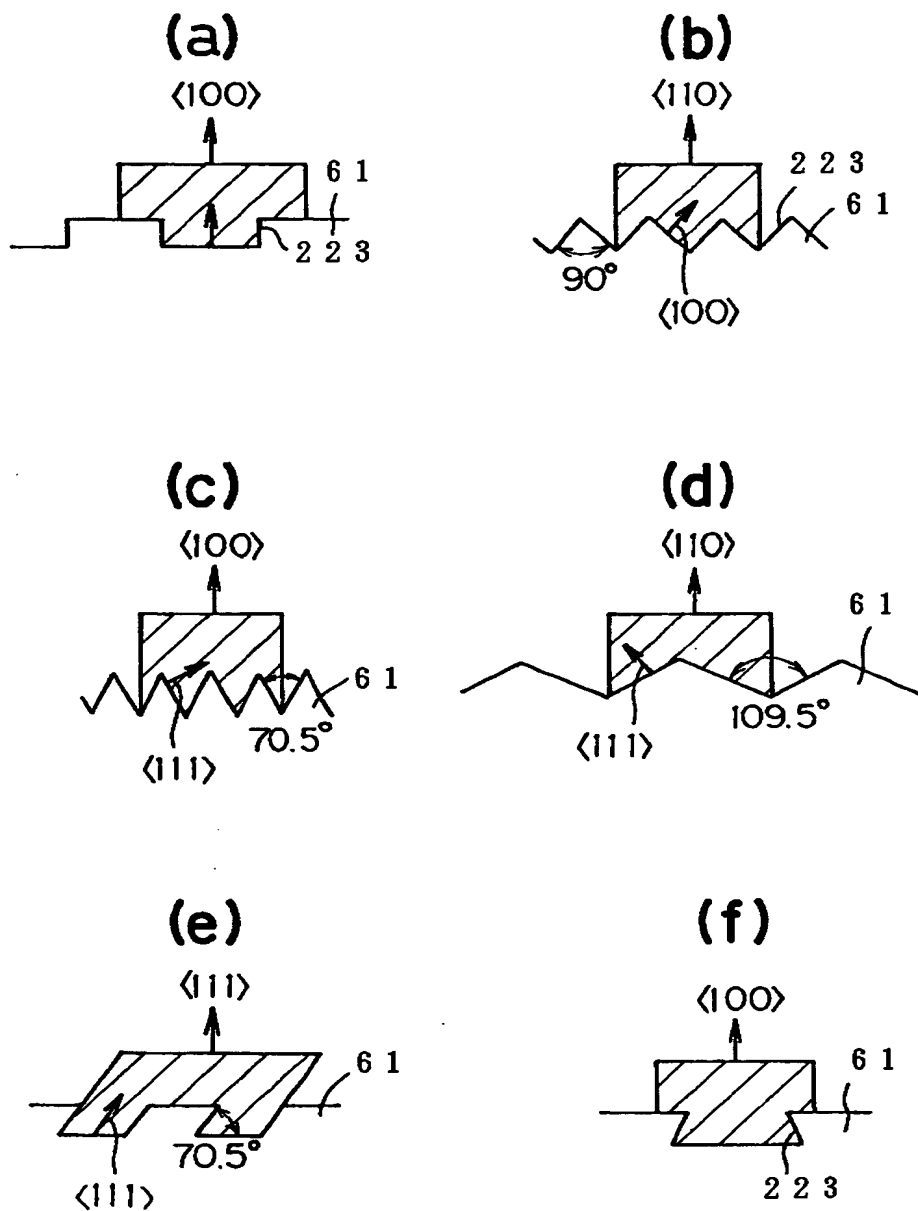 (a)
⟨100⟩
6 1
2 2 3
(b)
⟨110⟩
2 2 3
6 1
90°
⟨100⟩
(c)
⟨100⟩
6 1
70.5°
⟨111⟩
(d)
⟨110⟩
6 1
109.5°
⟨111⟩
(e)
⟨111⟩
6 1
70.5°
⟨111⟩
(f)
⟨100⟩
6 1
2 2 3